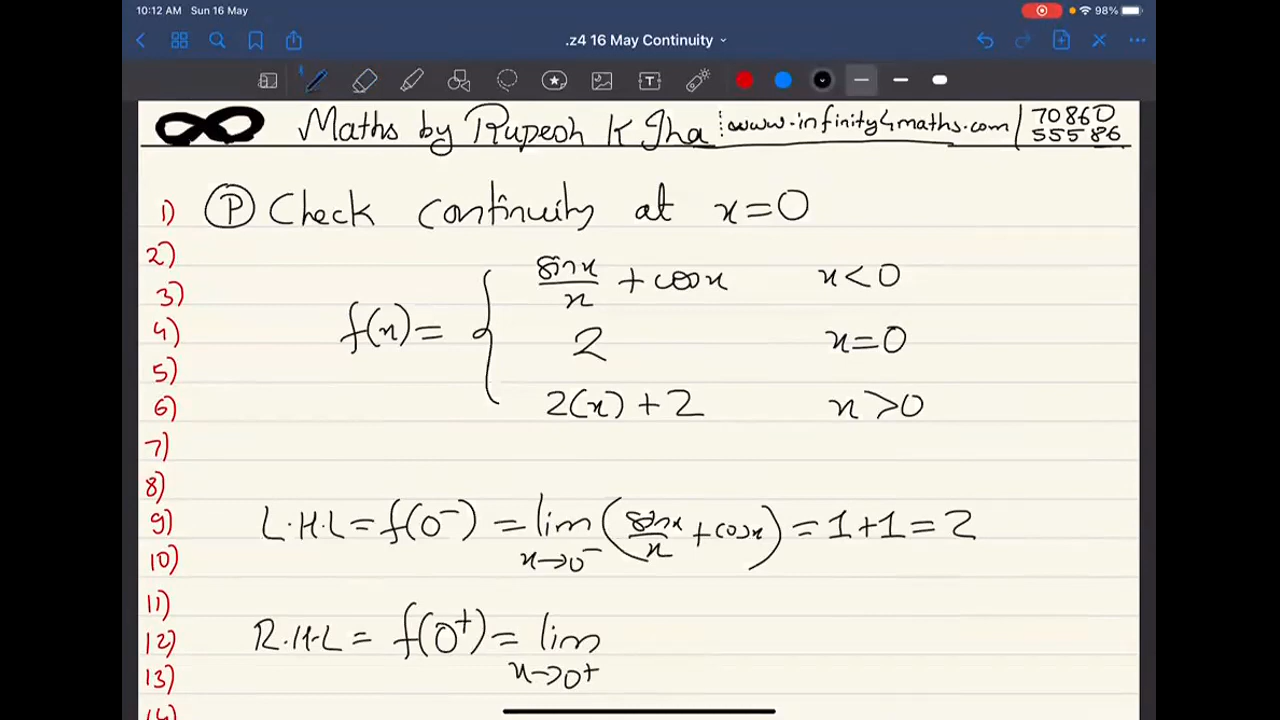 10:12 AM Sun 16 May
98%
.z4 16 May Continuity
∞ Maths by Rupesh K Jha www.infinity4maths.com 70860 55586
1) Ⓟ Check continuity at x=0
2)
3) sinx/x + cosx x<0
4) f(x)= { 2 x=0
5)
6) 2(x)+2 x>0
7)
8)
9) L.H.L = f(0⁻) = lim (sinx/x + cosx) = 1+1 = 2
10) x→0⁻
11)
12) R.H.L = f(0⁺) = lim
13) x→0⁺
14)